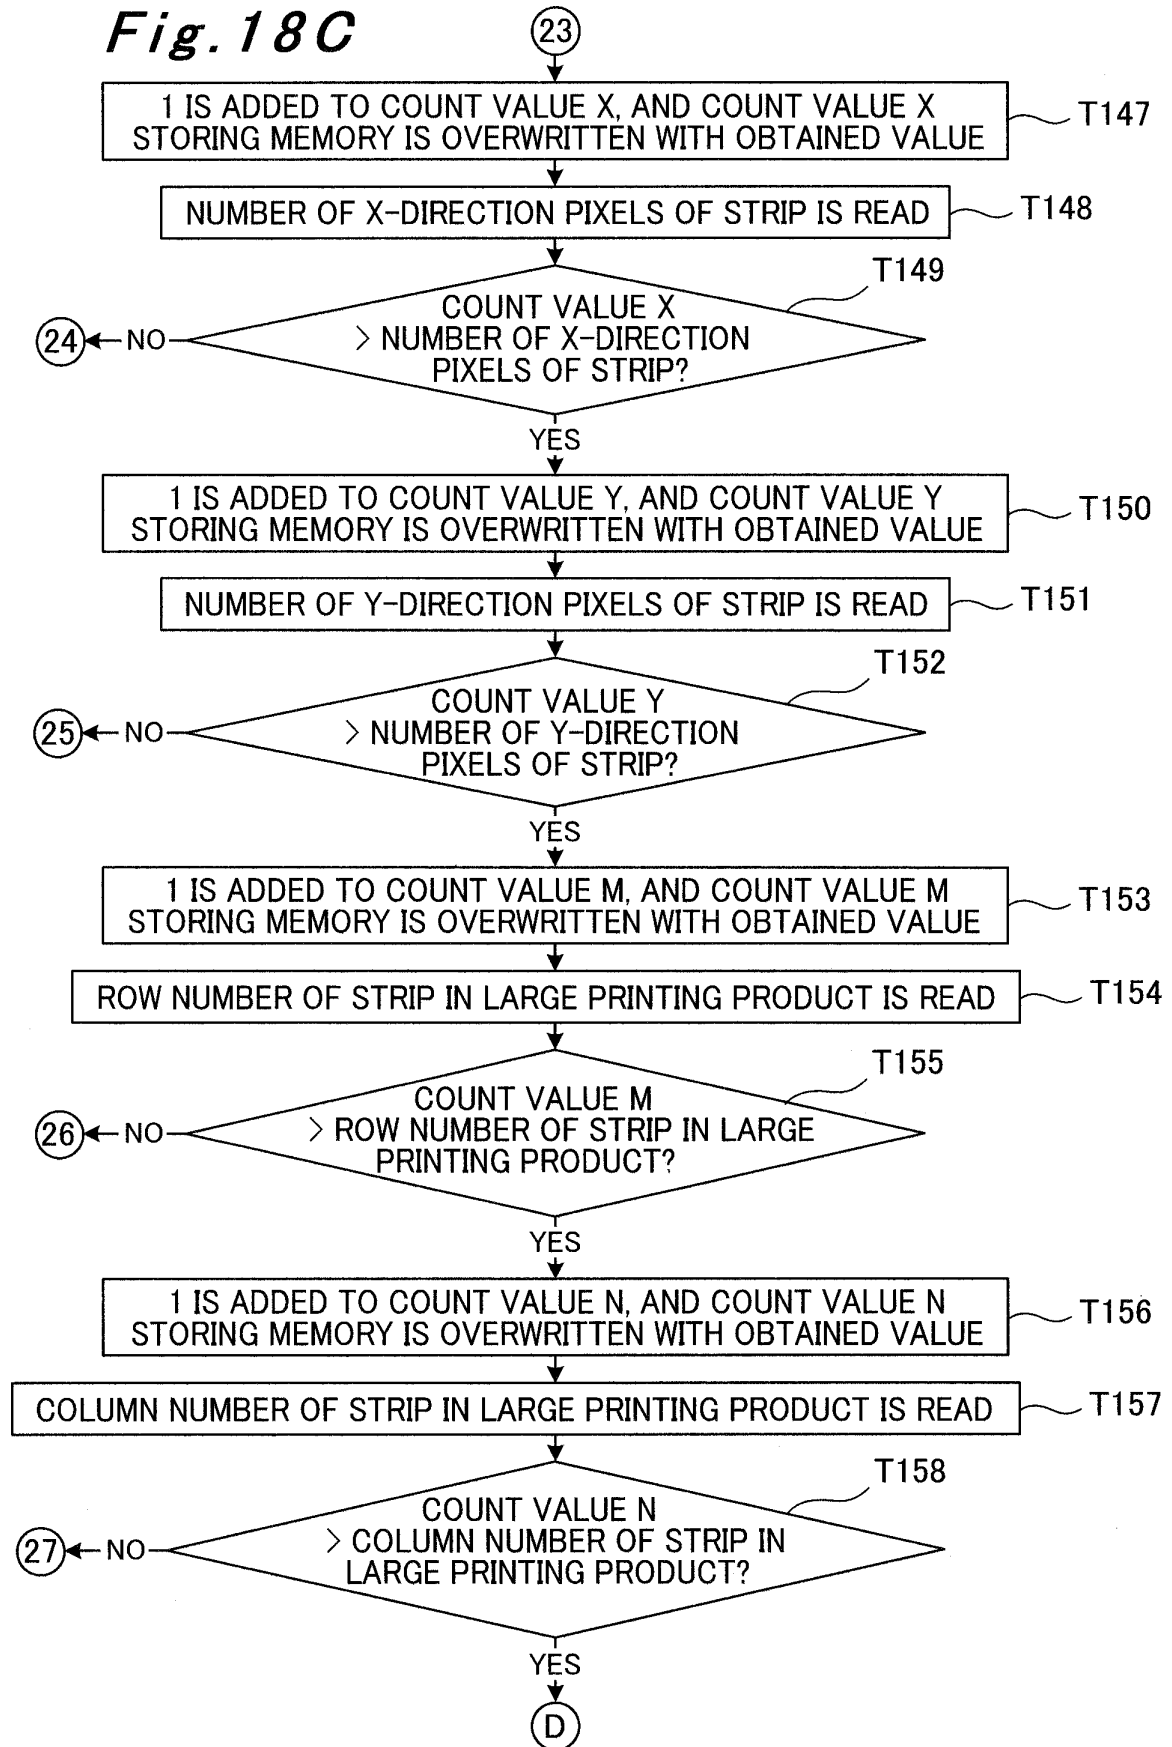 Fig.18C
23
1 IS ADDED TO COUNT VALUE X, AND COUNT VALUE X
STORING MEMORY IS OVERWRITTEN WITH OBTAINED VALUE
T147
NUMBER OF X-DIRECTION PIXELS OF STRIP IS READ
T148
T149
COUNT VALUE X
> NUMBER OF X-DIRECTION
PIXELS OF STRIP?
24
NO
YES
1 IS ADDED TO COUNT VALUE Y, AND COUNT VALUE Y
STORING MEMORY IS OVERWRITTEN WITH OBTAINED VALUE
T150
NUMBER OF Y-DIRECTION PIXELS OF STRIP IS READ
T151
T152
COUNT VALUE Y
> NUMBER OF Y-DIRECTION
PIXELS OF STRIP?
25
NO
YES
1 IS ADDED TO COUNT VALUE M, AND COUNT VALUE M
STORING MEMORY IS OVERWRITTEN WITH OBTAINED VALUE
T153
ROW NUMBER OF STRIP IN LARGE PRINTING PRODUCT IS READ
T154
T155
COUNT VALUE M
> ROW NUMBER OF STRIP IN LARGE
PRINTING PRODUCT?
26
NO
YES
1 IS ADDED TO COUNT VALUE N, AND COUNT VALUE N
STORING MEMORY IS OVERWRITTEN WITH OBTAINED VALUE
T156
COLUMN NUMBER OF STRIP IN LARGE PRINTING PRODUCT IS READ
T157
T158
COUNT VALUE N
> COLUMN NUMBER OF STRIP IN
LARGE PRINTING PRODUCT?
27
NO
YES
D